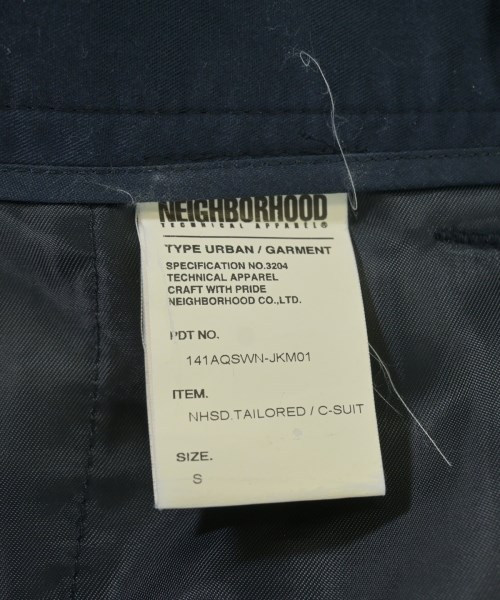 NEIGHBORHOOD
TECHNICAL APPAREL®
TYPE URBAN / GARMENT
SPECIFICATION NO.3204
TECHNICAL APPAREL
CRAFT WITH PRIDE
NEIGHBORHOOD CO.,LTD.
PDT NO.
141AQSWN-JKM01
ITEM.
NHSD.TAILORED / C-SUIT
SIZE.
S